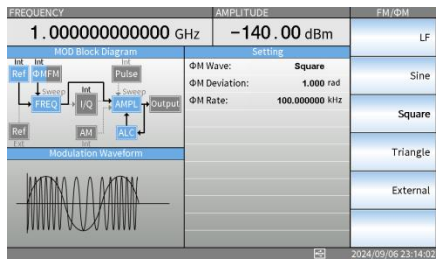 FREQUENCY AMPLITUDE FM/ΦM
1.000000000000 GHz -140.00 dBm
LF
MOD Block Diagram Setting
Int Int Int
Ref ΦM FM Pulse
Sweep Sweep
Int
FREQ I/Q AMPL Output
Ref AM ALC
Ext Int
Modulation Waveform
ΦM Wave: Square
ΦM Deviation: 1.000 rad
ΦM Rate: 100.000000 kHz
Sine
Square
Triangle
External
2024/09/06 23:14:02